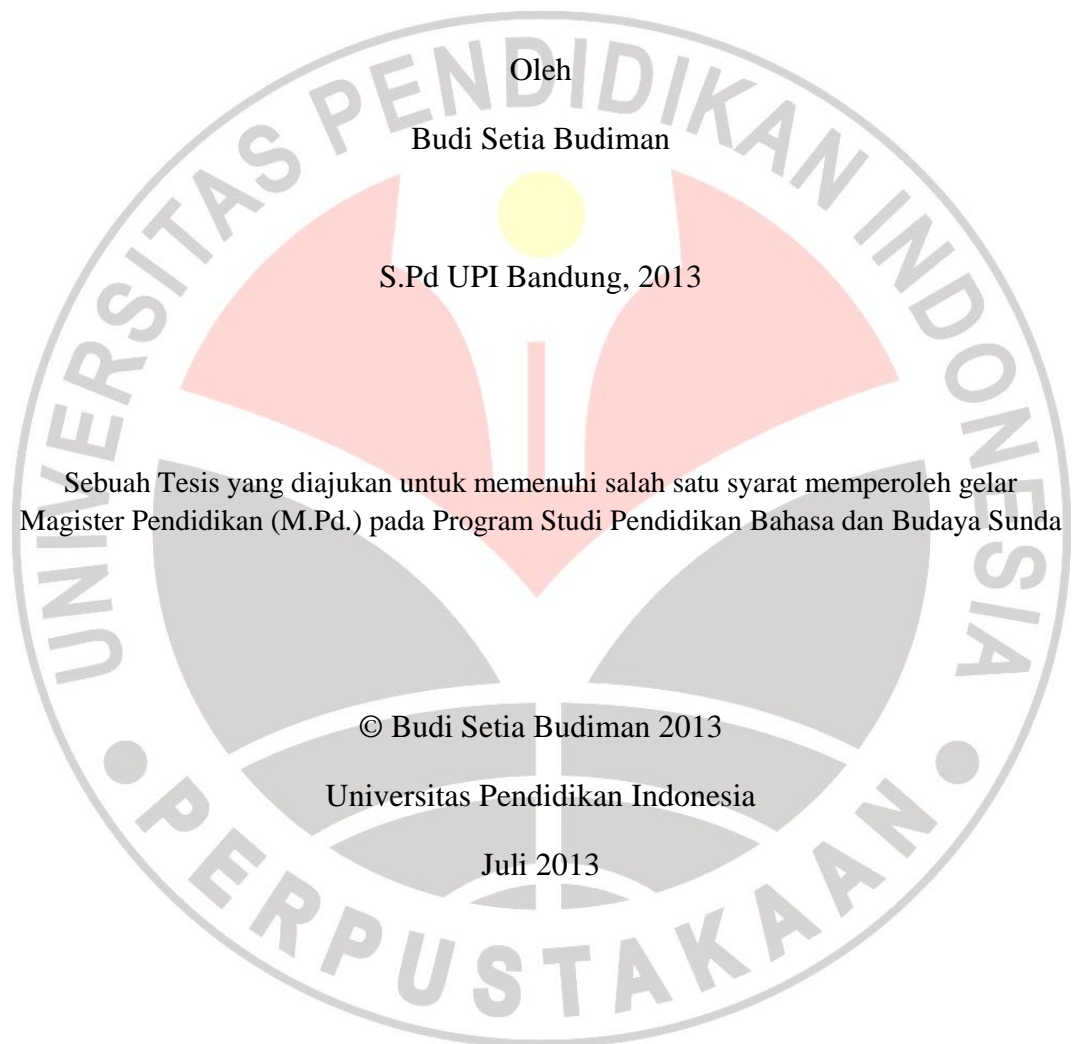 Oleh
Budi Setia Budiman
S.Pd UPI Bandung, 2013
Sebuah Tesis yang diajukan untuk memenuhi salah satu syarat memperoleh gelar
Magister Pendidikan (M.Pd.) pada Program Studi Pendidikan Bahasa dan Budaya Sunda
© Budi Setia Budiman 2013
Universitas Pendidikan Indonesia
Juli 2013
UNIVERSITAS PENDIDIKAN INDONESIA
PERPUSTAKAAN